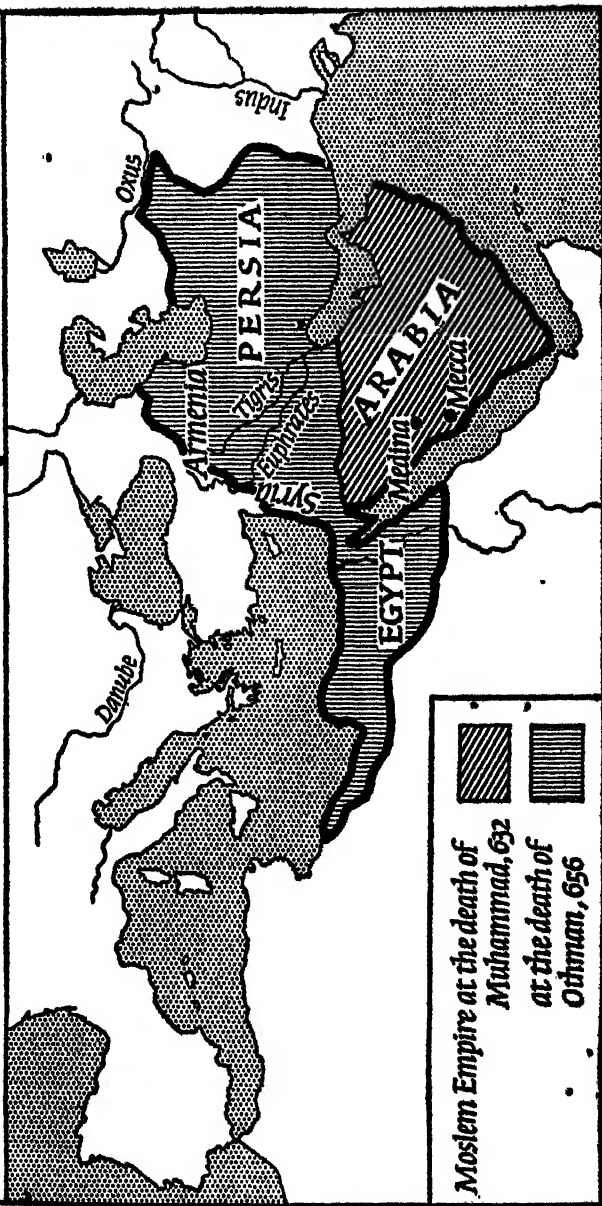 Danube
Oxus
Indus
Armenia
PERSIA
Tigris
Euphrates
Syria
ARABIA
Medina
Mecca
EGYPT
Moslem Empire at the death of
Muhammad, 632
at the death of
Othman, 656